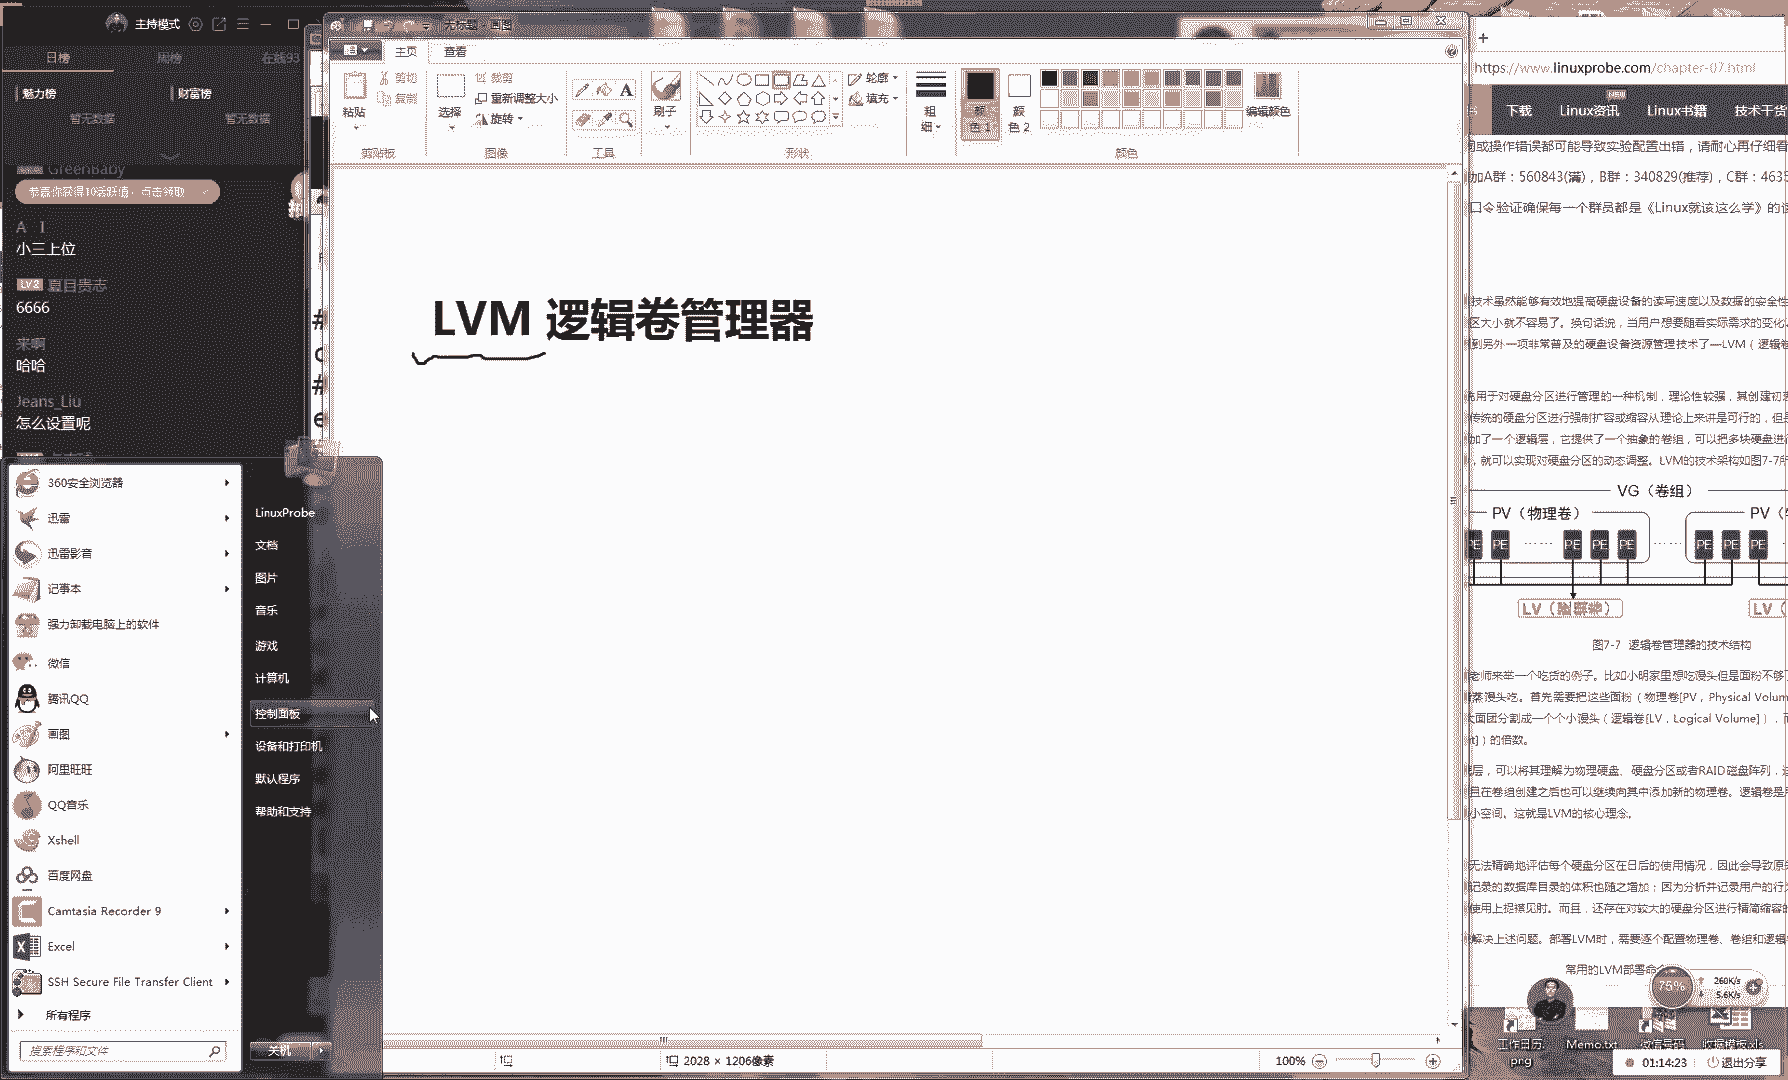 主持模式
日榜
周榜
在线93
魅力榜
财富榜
暂无数据
暂无数据
GreenBaby
恭喜你获得10活跃值，点击领取
A I
小三上位
LV2 夏目贵志
6666
来啊
哈哈
Jeans_Liu
怎么设置呢
360安全浏览器
迅雷
迅雷影音
记事本
强力卸载电脑上的软件
微信
腾讯QQ
画图
阿里旺旺
QQ音乐
Xshell
百度网盘
Camtasia Recorder 9
Excel
SSH Secure File Transfer Client
所有程序
搜索程序和文件
LinuxProbe
文档
图片
音乐
游戏
计算机
控制面板
设备和打印机
默认程序
帮助和支持
关机
无标题 - 画图
主页
查看
粘贴
剪切
复制
剪贴板
选择
裁剪
重新调整大小
旋转
图像
A
工具
刷子
轮廓
填充
形状
粗
细
颜
色 1
颜
色 2
编辑颜色
颜色
LVM 逻辑卷管理器
2028 × 1206像素
100%
https://www.linuxprobe.com/chapter-07.html
下载
Linux资讯
Linux书籍
技术干货
或操作错误都可能导致实验配置出错，请耐心再仔细看
加A群：560843(满)，B群：340829(推荐)，C群：4635
口令验证确保每一个群员都是《Linux就该这么学》的
技术虽然能够有效地提高硬盘设备的读写速度以及数据的安全性
区大小就不容易了。换句话说，当用户想要随着实际需求的变化
到另外一项非常普及的硬盘设备资源管理技术了—LVM（逻辑卷
用于对硬盘分区进行管理的一种机制，理论性较强，其创建初
传统的硬盘分区进行强制扩容或缩容从理论上来讲是可行的，但是
加了一个逻辑层，它提供了一个抽象的卷组，可以把多块硬盘进
，就可以实现对硬盘分区的动态调整。LVM的技术架构如图7-7所
VG（卷组）
PV（物理卷）
PV（
PE
PE
PE
PE
PE
PE
PE
LV（逻辑卷）
LV（
图7-7 逻辑卷管理器的技术结构
老师来举一个吃货的例子。比如小明家里想吃馒头但是面粉不够
蒸馒头吃。首先需要把这些面粉（物理卷[PV，Physical Volum
面团分割成一个个小馒头（逻辑卷[LV，Logical Volume]），
t]）的倍数。
层，可以将其理解为物理硬盘、硬盘分区或者RAID磁盘阵列，
且在卷组创建之后也可以继续向其中添加新的物理卷。逻辑卷是
小空间。这就是LVM的核心理念。
无法精确地评估每个硬盘分区在日后的使用情况，因此会导致原
记录的数据库目录的体积也随之增加；因为分析并记录用户的行
使用上捉襟见肘。而且，还存在对较大的硬盘分区进行精简缩容的
解决上述问题。部署LVM时，需要逐个配置物理卷、卷组和逻辑
常用的LVM部署命
75%
260K/s
5.6K/s
工作日历.
png
Memo.txt
微信号码
收据模板.xls
01:14:23
退出分享